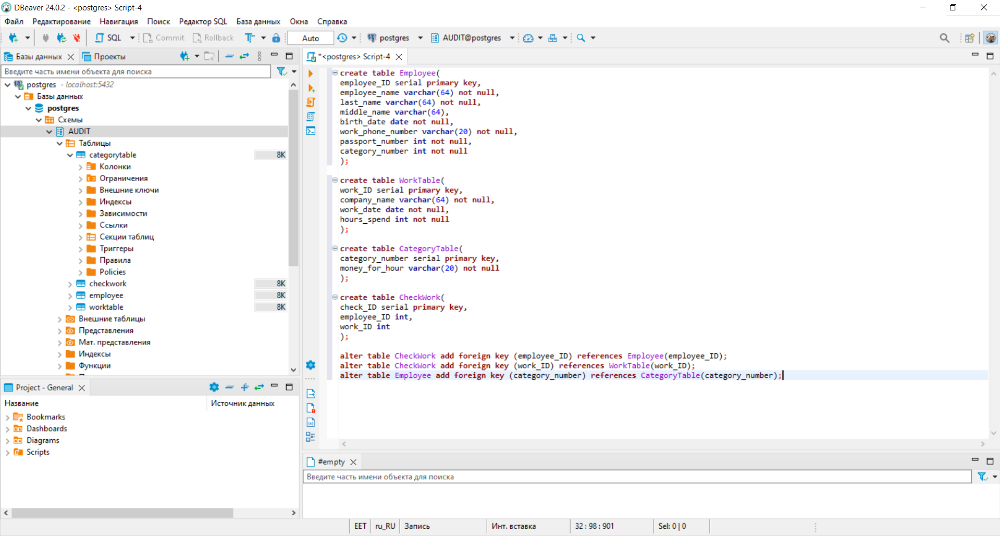 DBeaver 24.0.2 - <postgres> Script-4
Файл Редактирование Навигация Поиск Редактор SQL База данных Окна Справка
SQL Commit Rollback Auto postgres AUDIT@postgres
Базы данных Проекты
Введите часть имени объекта для поиска
postgres - localhost:5432
Базы данных
postgres
Схемы
AUDIT
Таблицы
categorytable 8K
Колонки
Ограничения
Внешние ключи
Индексы
Зависимости
Ссылки
Секции таблиц
Триггеры
Правила
Policies
checkwork 8K
employee 8K
worktable 8K
Внешние таблицы
Представления
Мат. представления
Индексы
Функции
Project - General
Название Источник данных
Bookmarks
Dashboards
Diagrams
Scripts
*<postgres> Script-4
create table Employee(
employee_ID serial primary key,
employee_name varchar(64) not null,
last_name varchar(64) not null,
middle_name varchar(64),
birth_date date not null,
work_phone_number varchar(20) not null,
passport_number int not null,
category_number int not null
);
create table WorkTable(
work_ID serial primary key,
company_name varchar(64) not null,
work_date date not null,
hours_spend int not null
);
create table CategoryTable(
category_number serial primary key,
money_for_hour varchar(20) not null
);
create table CheckWork(
check_ID serial primary key,
employee_ID int,
work_ID int
);
alter table CheckWork add foreign key (employee_ID) references Employee(employee_ID);
alter table CheckWork add foreign key (work_ID) references WorkTable(work_ID);
alter table Employee add foreign key (category_number) references CategoryTable(category_number);
#empty
Введите часть имени объекта для поиска
EET ru_RU Запись Инт. вставка 32 : 98 : 901 Sel: 0 | 0